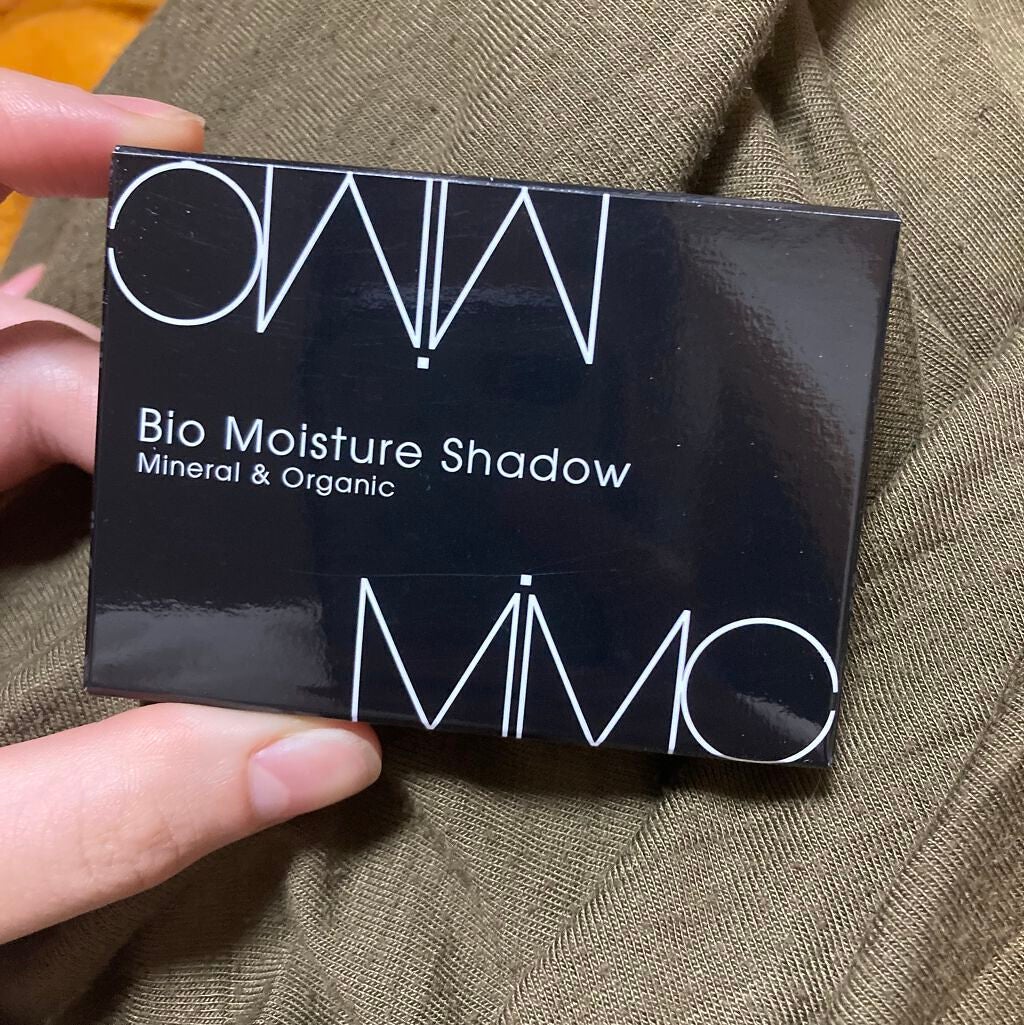 MiMC
Bio Moisture Shadow
Mineral & Organic
MiMC